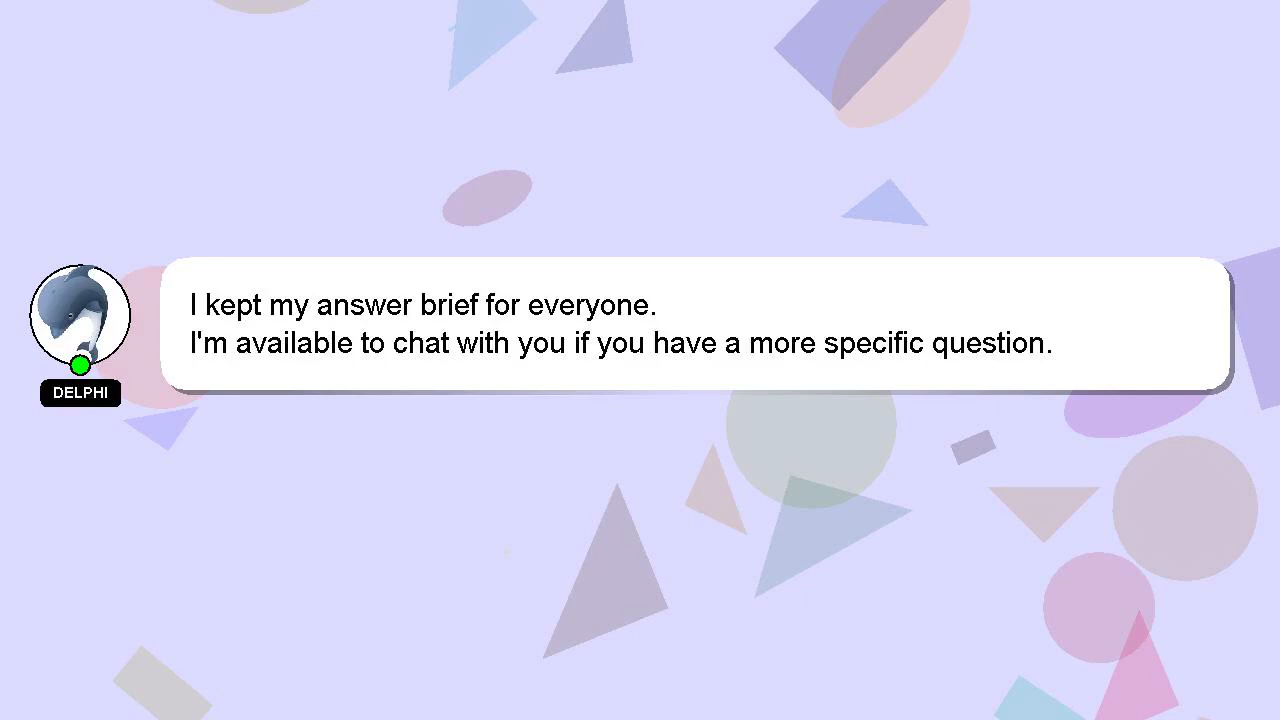 I kept my answer brief for everyone.
I'm available to chat with you if you have a more specific question.
DELPHI